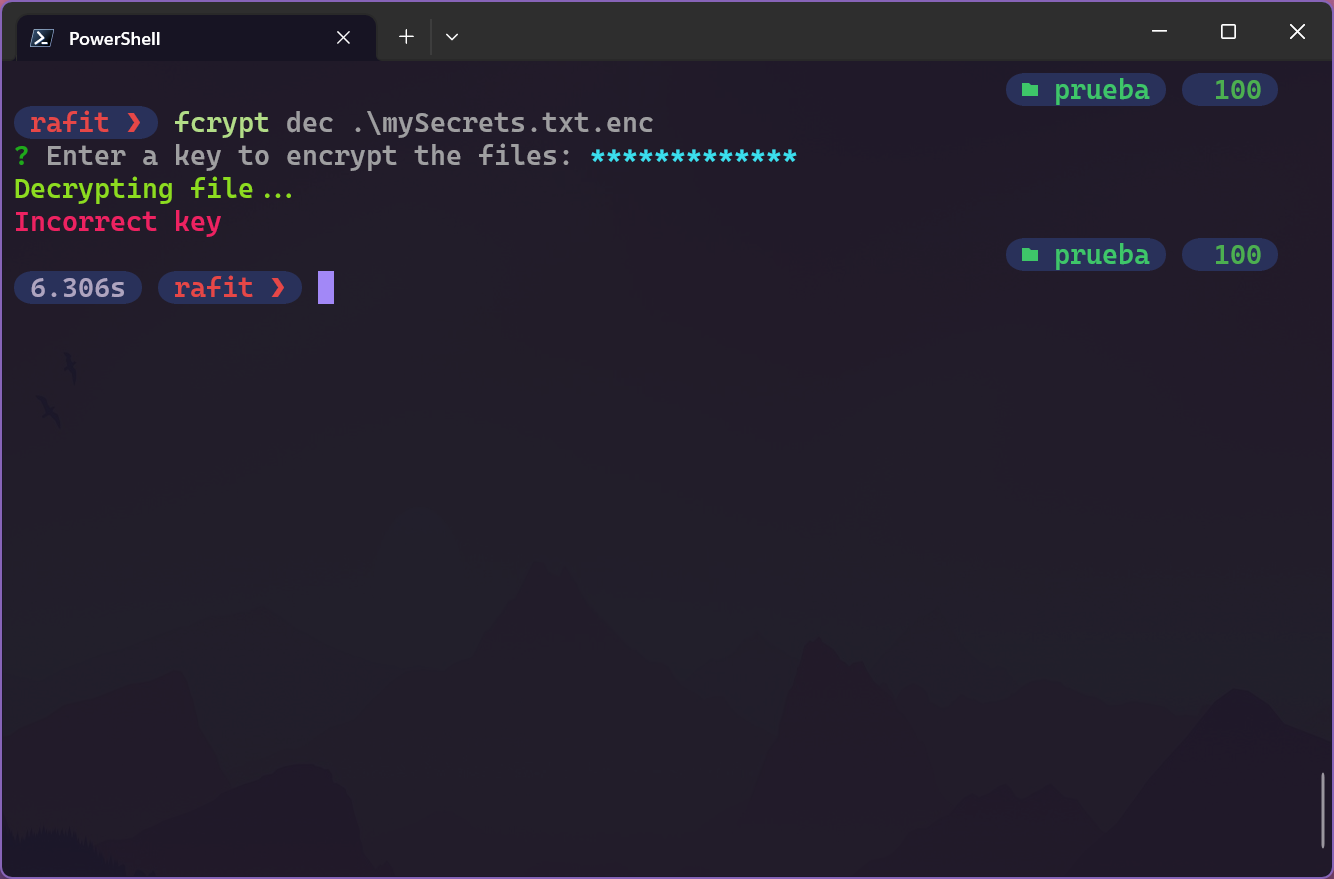 PowerShell
prueba 100
rafit ❯ fcrypt dec .\mySecrets.txt.enc
? Enter a key to encrypt the files: *************
Decrypting file...
Incorrect key
prueba 100
6.306s rafit ❯